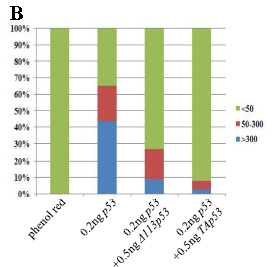 B
100%
90%
80%
70%
60%
50%
40%
30%
20%
10%
0%
<50
50-300
>300
phenol red
0.2ng p53
0.2ng p53
+0.5ng Δ113p53
0.2ng p53
+0.5ng TAp53